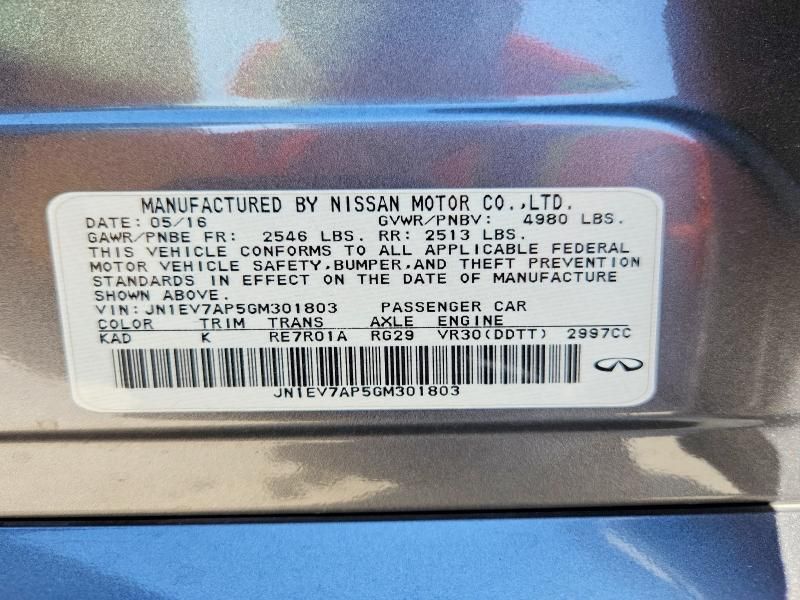 MANUFACTURED BY NISSAN MOTOR CO.,LTD.
DATE: 05/16 GVWR/PNBV: 4980 LBS.
GAWR/PNBE FR: 2546 LBS. RR: 2513 LBS.
THIS VEHICLE CONFORMS TO ALL APPLICABLE FEDERAL
MOTOR VEHICLE SAFETY,BUMPER,AND THEFT PREVENTION
STANDARDS IN EFFECT ON THE DATE OF MANUFACTURE
SHOWN ABOVE.
VIN: JN1EV7AP5GM301803 PASSENGER CAR
COLOR TRIM TRANS AXLE ENGINE
KAD K RE7R01A RG29 VR30(DDTT) 2997CC
JN1EV7AP5GM301803